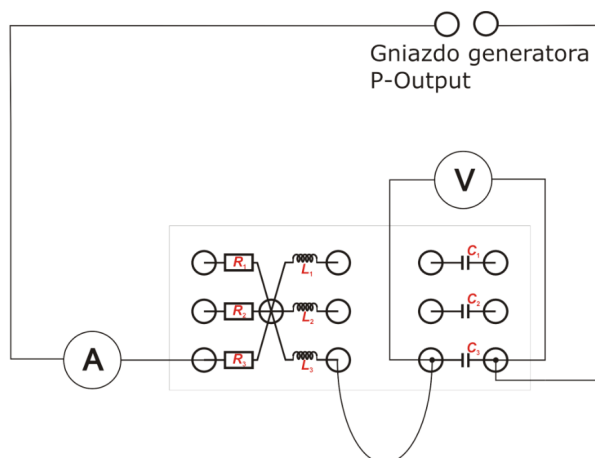 Gniazdo generatora
P-Output
V
R₁ L₁ C₁
R₂ L₂ C₂
A R₃ L₃ C₃